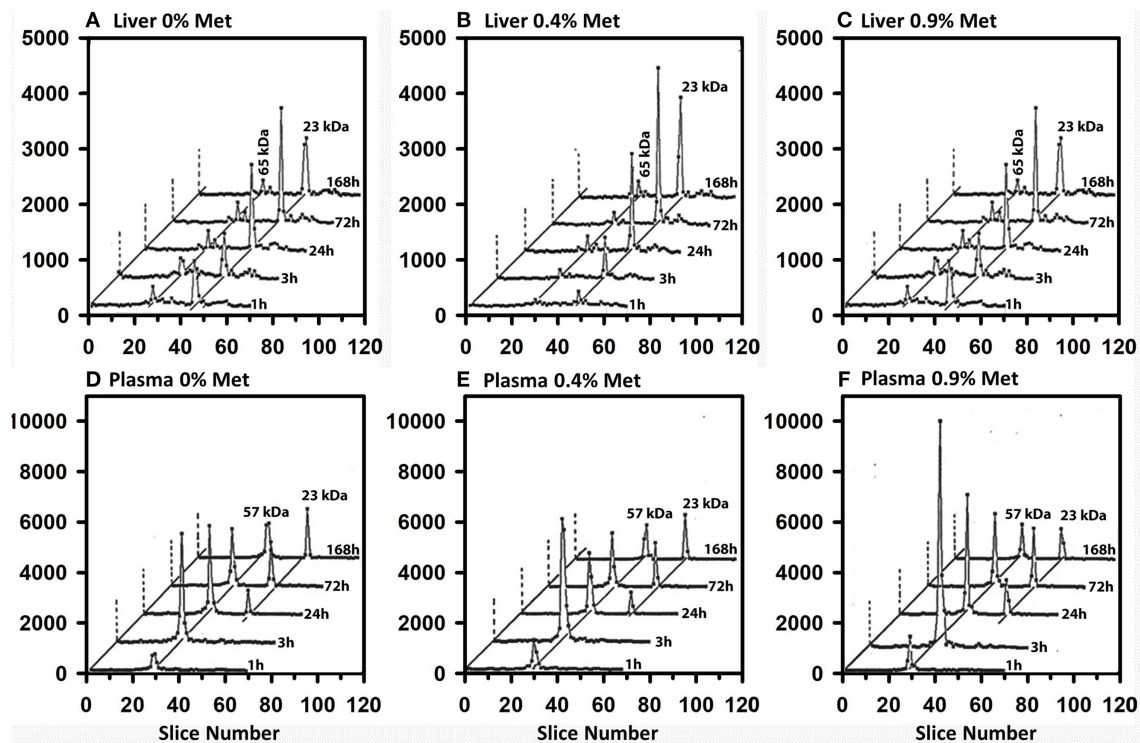 A Liver 0% Met
B Liver 0.4% Met
C Liver 0.9% Met
5000
4000
3000
2000
1000
0
65 kDa
23 kDa
168h
72h
24h
3h
1h
0 20 40 60 80 100 120
5000
4000
3000
2000
1000
0
65 kDa
23 kDa
168h
72h
24h
3h
1h
0 20 40 60 80 100 120
5000
4000
3000
2000
1000
0
65 kDa
23 kDa
168h
72h
24h
3h
1h
0 20 40 60 80 100 120
D Plasma 0% Met
E Plasma 0.4% Met
F Plasma 0.9% Met
10000
8000
6000
4000
2000
0
57 kDa
23 kDa
168h
72h
24h
3h
1h
0 20 40 60 80 100 120
Slice Number
10000
8000
6000
4000
2000
0
57 kDa
23 kDa
168h
72h
24h
3h
1h
0 20 40 60 80 100 120
Slice Number
10000
8000
6000
4000
2000
0
57 kDa
23 kDa
168h
72h
24h
3h
1h
0 20 40 60 80 100 120
Slice Number